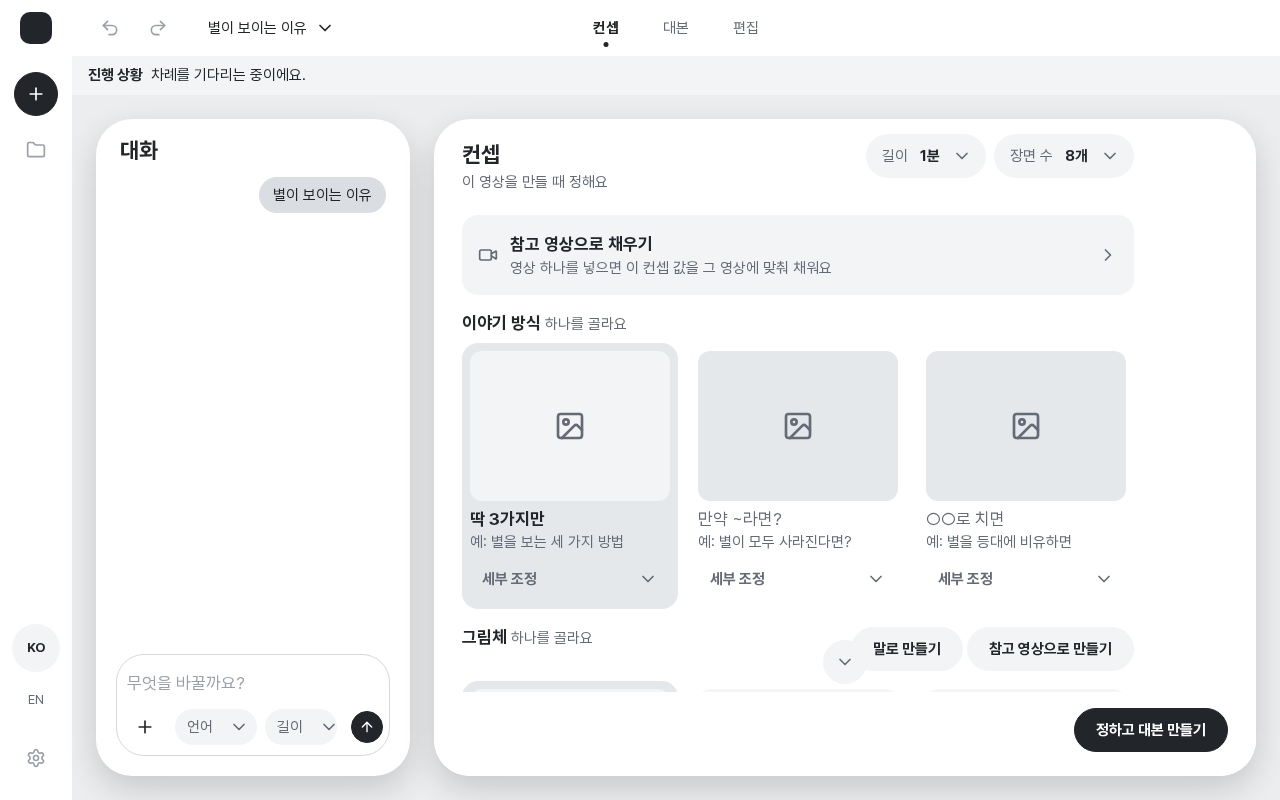 별이 보이는 이유
컨셉
대본
편집
진행 상황 차례를 기다리는 중이에요.
대화
별이 보이는 이유
무엇을 바꿀까요?
언어
길이
KO
EN
컨셉
이 영상을 만들 때 정해요
길이 1분
장면 수 8개
참고 영상으로 채우기
영상 하나를 넣으면 이 컨셉 값을 그 영상에 맞춰 채워요
이야기 방식 하나를 골라요
딱 3가지만
예: 별을 보는 세 가지 방법
세부 조정
만약 ~라면?
예: 별이 모두 사라진다면?
세부 조정
○○로 치면
예: 별을 등대에 비유하면
세부 조정
그림체 하나를 골라요
말로 만들기
참고 영상으로 만들기
정하고 대본 만들기